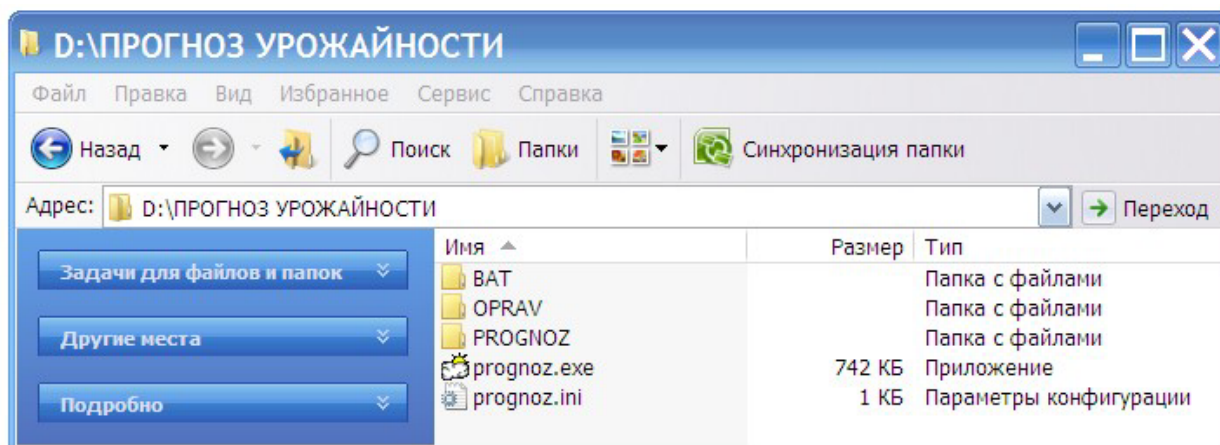 D:\ПРОГНОЗ УРОЖАЙНОСТИ
Файл Правка Вид Избранное Сервис Справка
Назад Поиск Папки Синхронизация папки
Адрес: D:\ПРОГНОЗ УРОЖАЙНОСТИ Переход
Имя Размер Тип
Задачи для файлов и папок
BAT Папка с файлами
OPRAV Папка с файлами
Другие места
PROGNOZ Папка с файлами
prognoz.exe 742 КБ Приложение
prognoz.ini 1 КБ Параметры конфигурации
Подробно